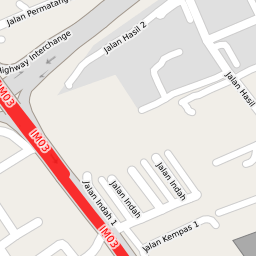 Jalan Permatang
Highway Interchange
Jalan Hasil 2
Jalan Hasil
IM03
IM03
Jalan Indah 1
Jalan Indah
Jalan Indah
IM03
Jalan Kempas 1